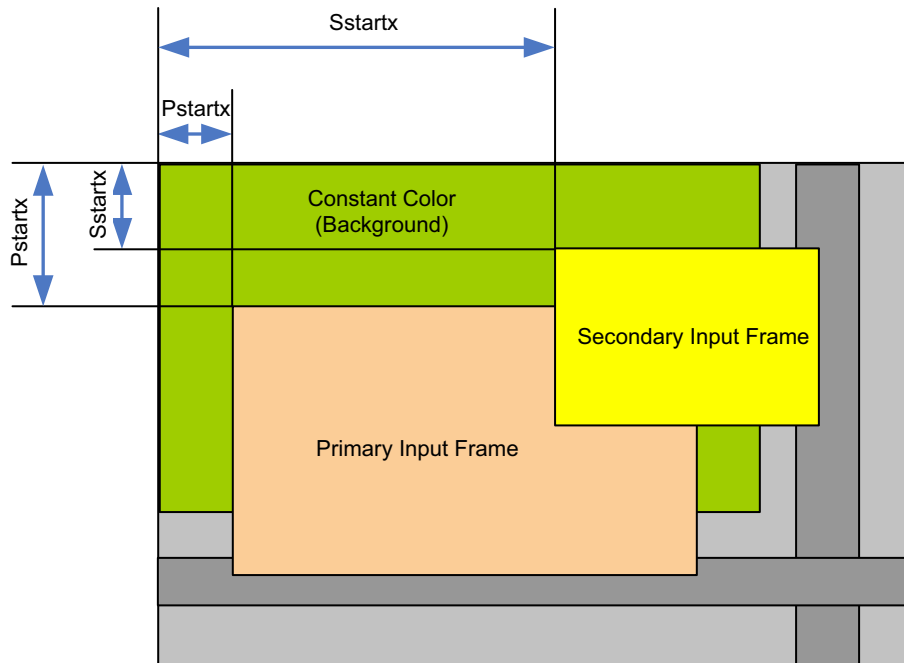 Sstartx
Pstartx
Pstartx
Sstartx
Constant Color
(Background)
Secondary Input Frame
Primary Input Frame